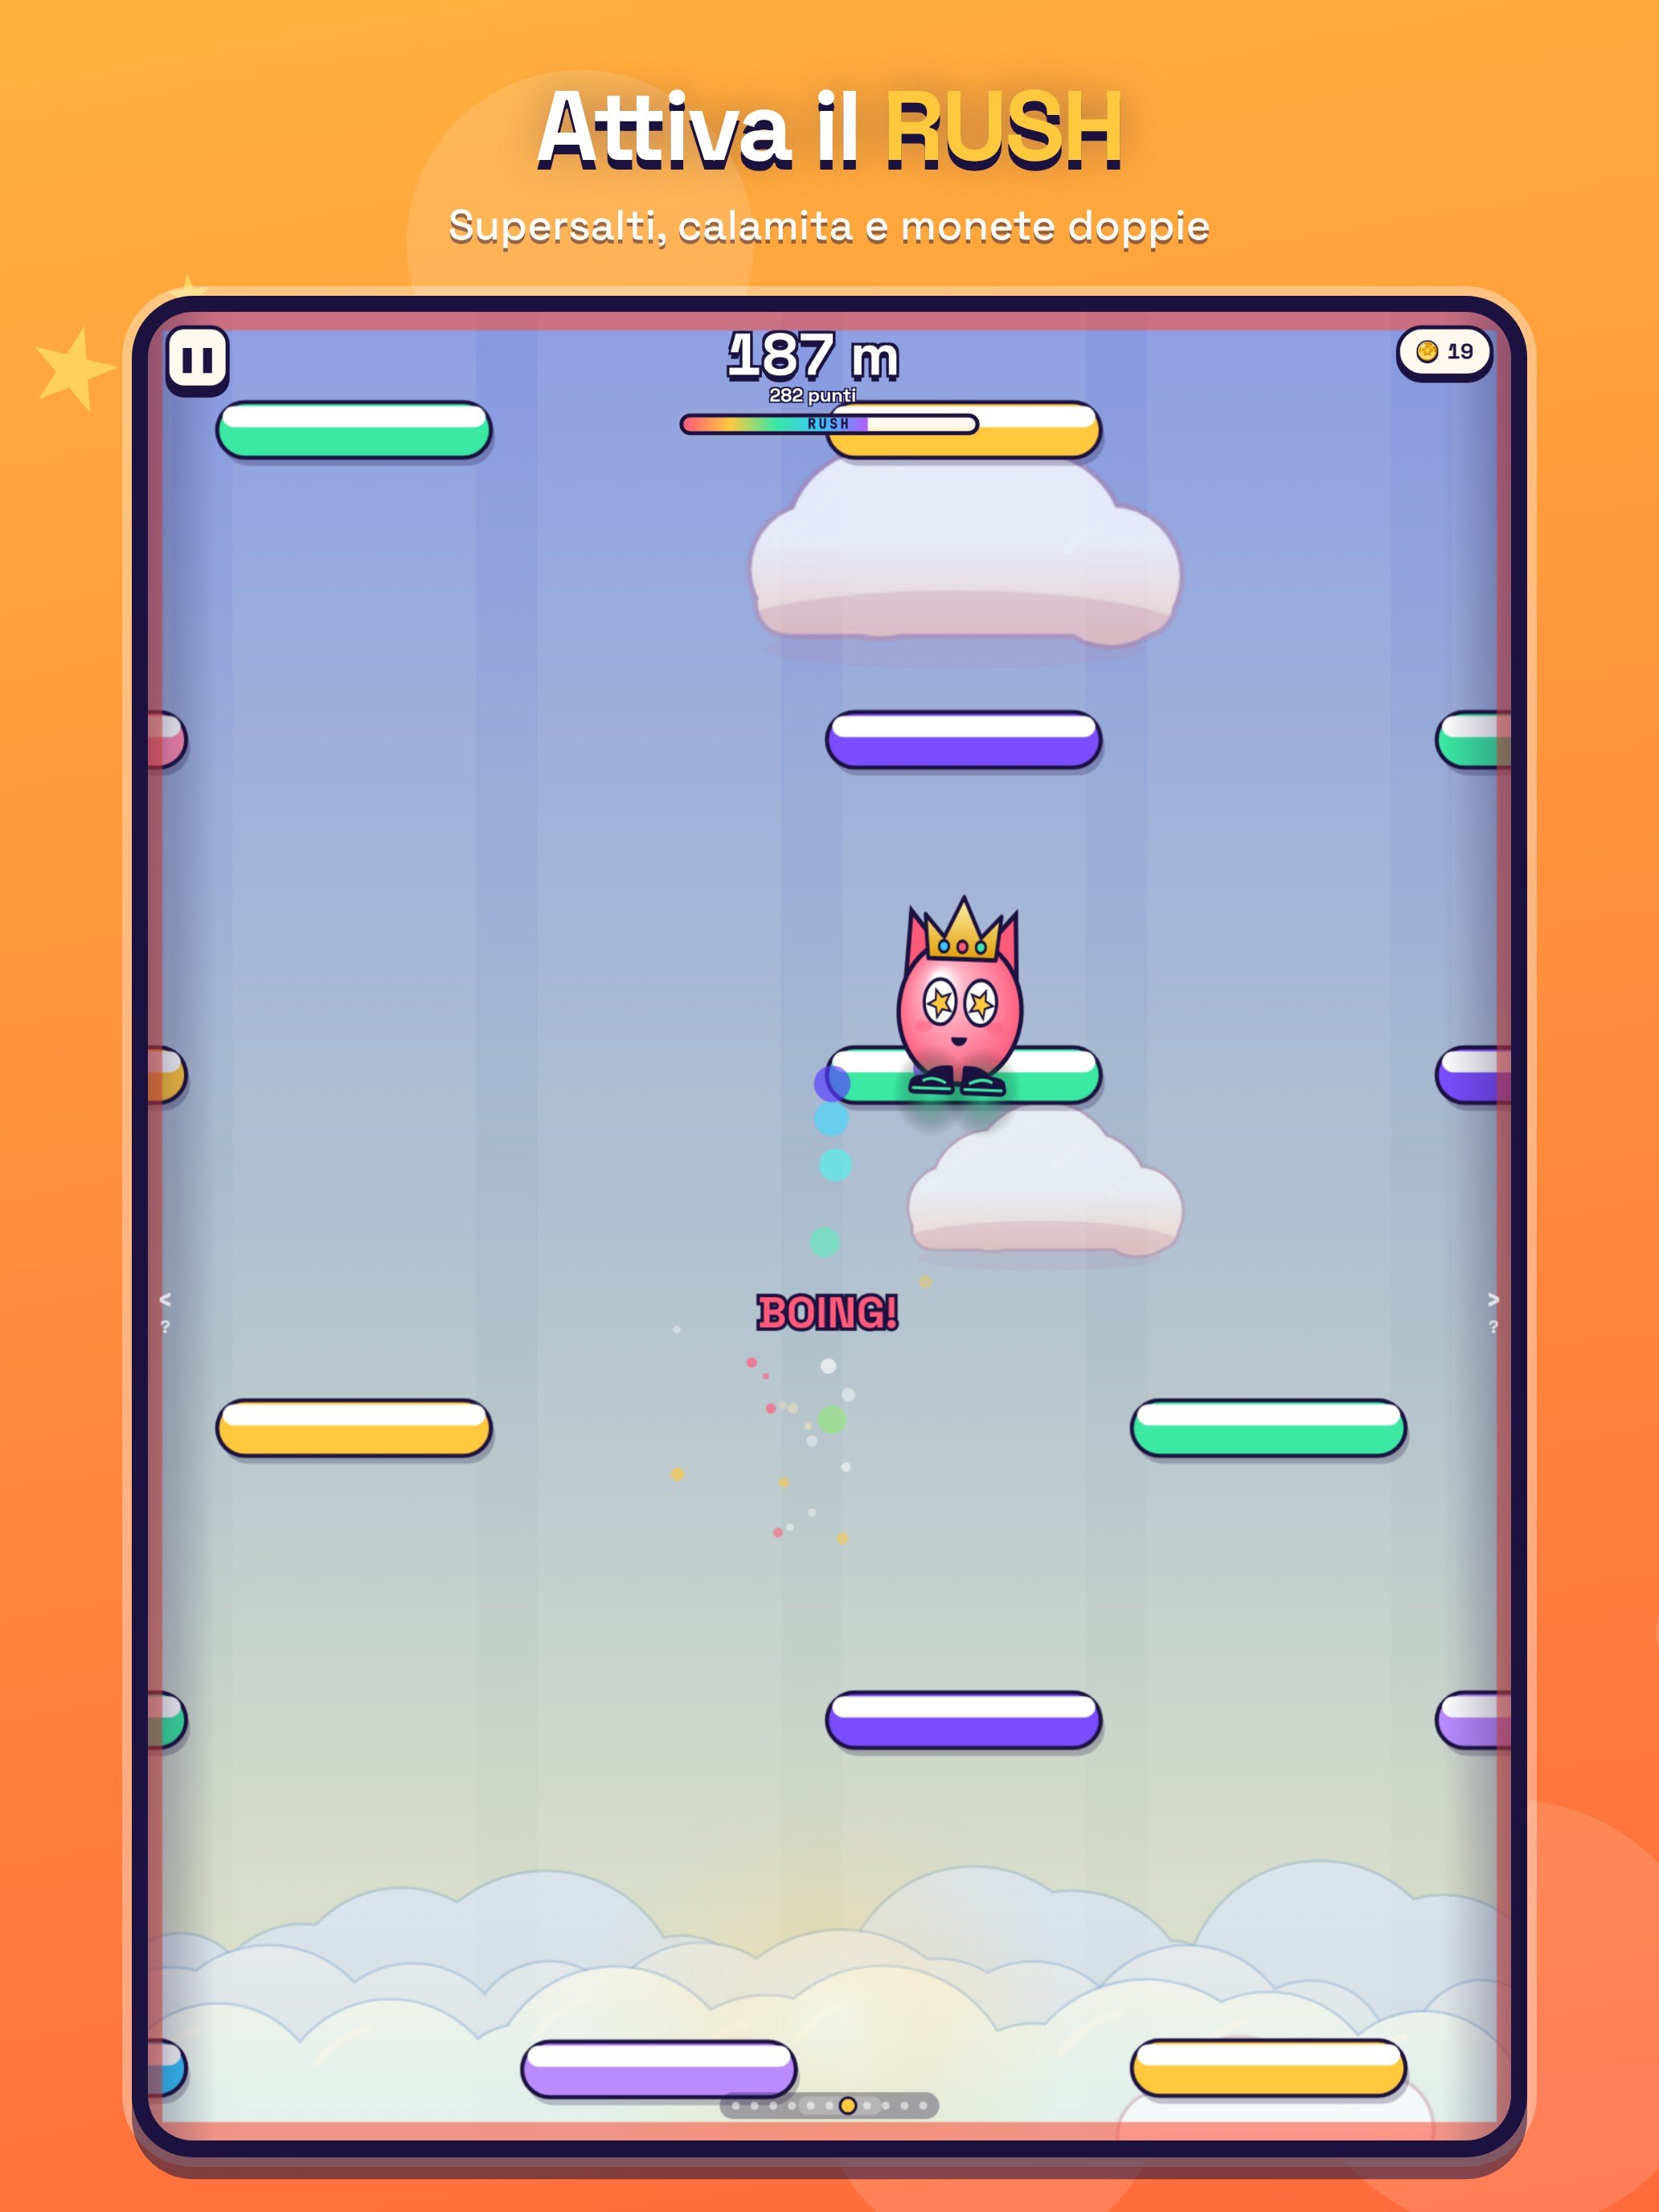 Attiva il RUSH
Supersalti, calamita e monete doppie
187 m
19
282 punti
RUSH
< >
? ?
BOING!